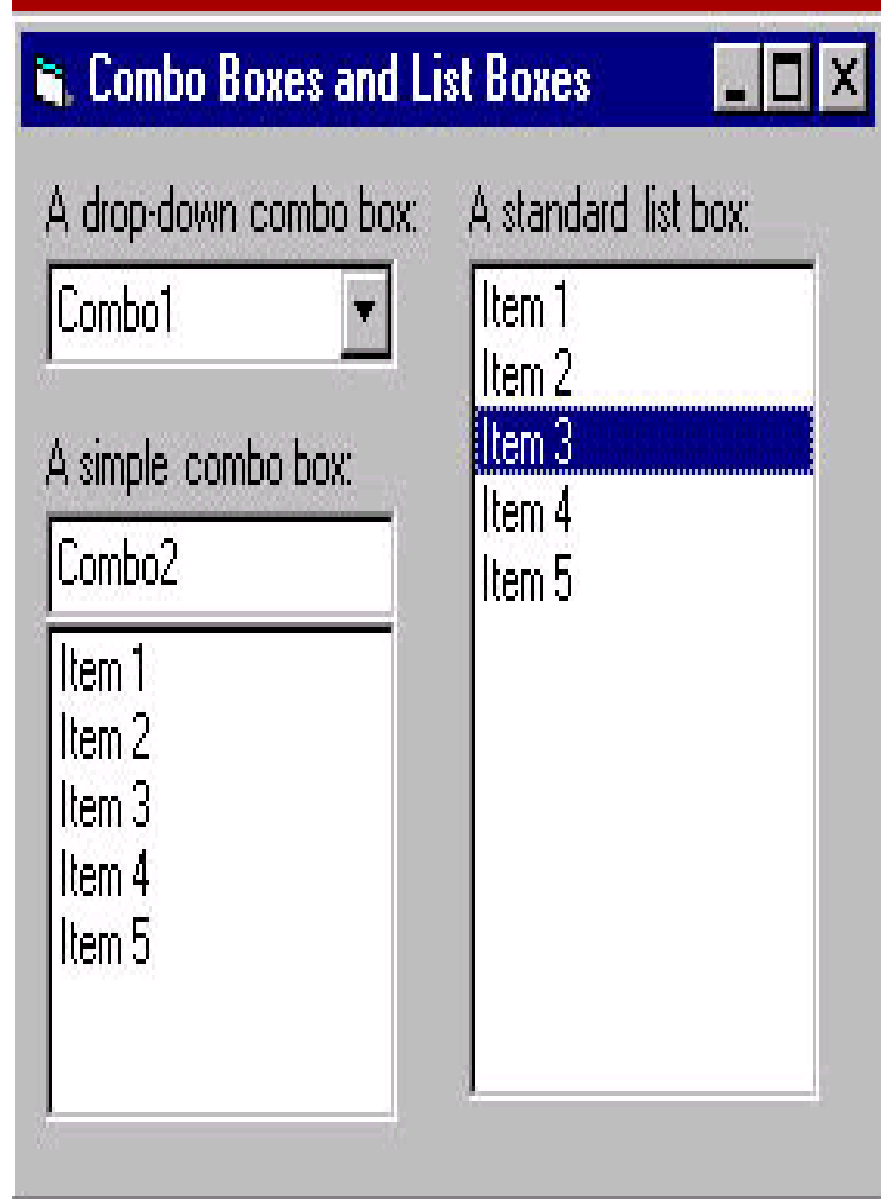 Combo Boxes and List Boxes
A drop-down combo box:
Combo1
A simple combo box:
Combo2
Item 1
Item 2
Item 3
Item 4
Item 5
A standard list box:
Item 1
Item 2
Item 3
Item 4
Item 5